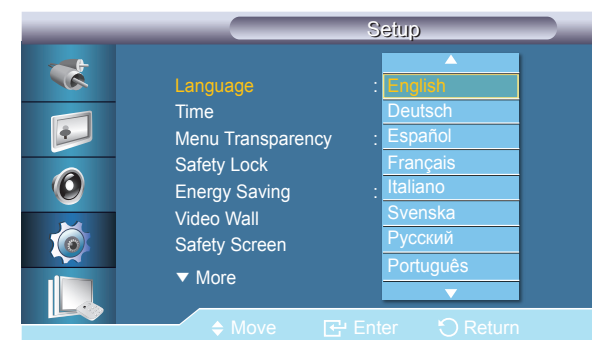 Setup
Language : English
Time
Menu Transparency :
Safety Lock
Energy Saving :
Video Wall
Safety Screen
▼ More
Deutsch
Español
Français
Italiano
Svenska
Русский
Português
Move Enter Return